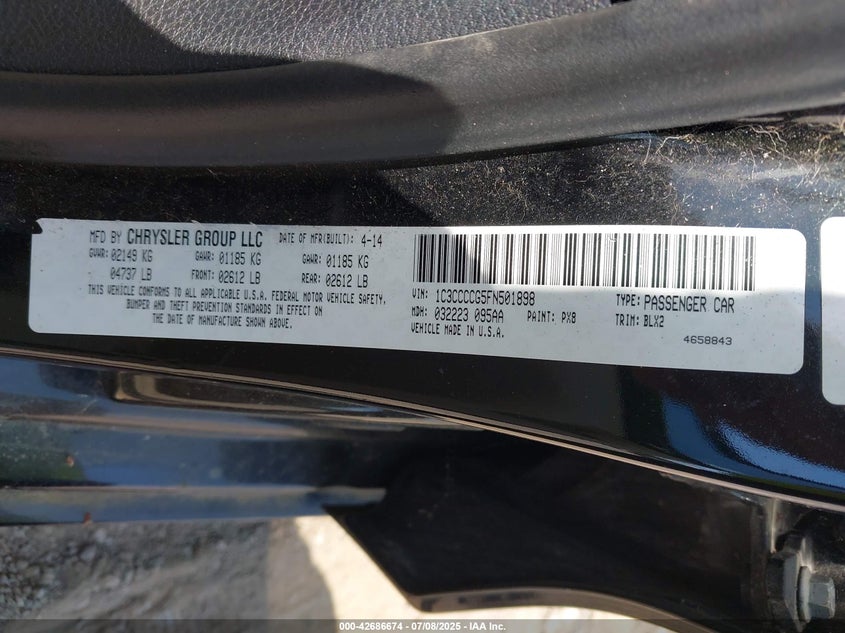 MFD BY CHRYSLER GROUP LLC DATE OF MFR(BUILT): 4-14
GVWR: 02149 KG GAWR: 01185 KG GAWR: 01185 KG
04737 LB FRONT: 02612 LB REAR: 02612 LB
THIS VEHICLE CONFORMS TO ALL APPLICABLE U.S.A. FEDERAL MOTOR VEHICLE SAFETY,
BUMPER AND THEFT PREVENTION STANDARDS IN EFFECT ON
THE DATE OF MANUFACTURE SHOWN ABOVE.
VIN: 1C3CCCCG5FN501898 TYPE: PASSENGER CAR
MDH: 032223 095AA PAINT: PX8 TRIM: BLX2
VEHICLE MADE IN U.S.A.
4658843
000-42686674 | 07/08/2025 - IAA Inc.